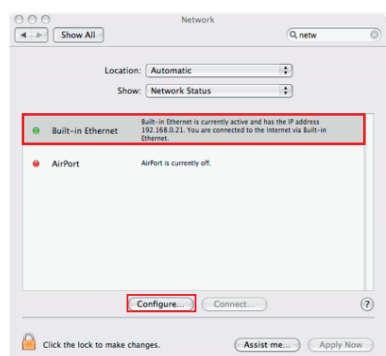 Network
Show All
netw
Location: Automatic
Show: Network Status
Built-in Ethernet
Built-in Ethernet is currently active and has the IP address
192.168.0.21. You are connected to the Internet via Built-in
Ethernet.
AirPort
AirPort is currently off.
Configure... Connect... ?
Click the lock to make changes. Assist me... Apply Now